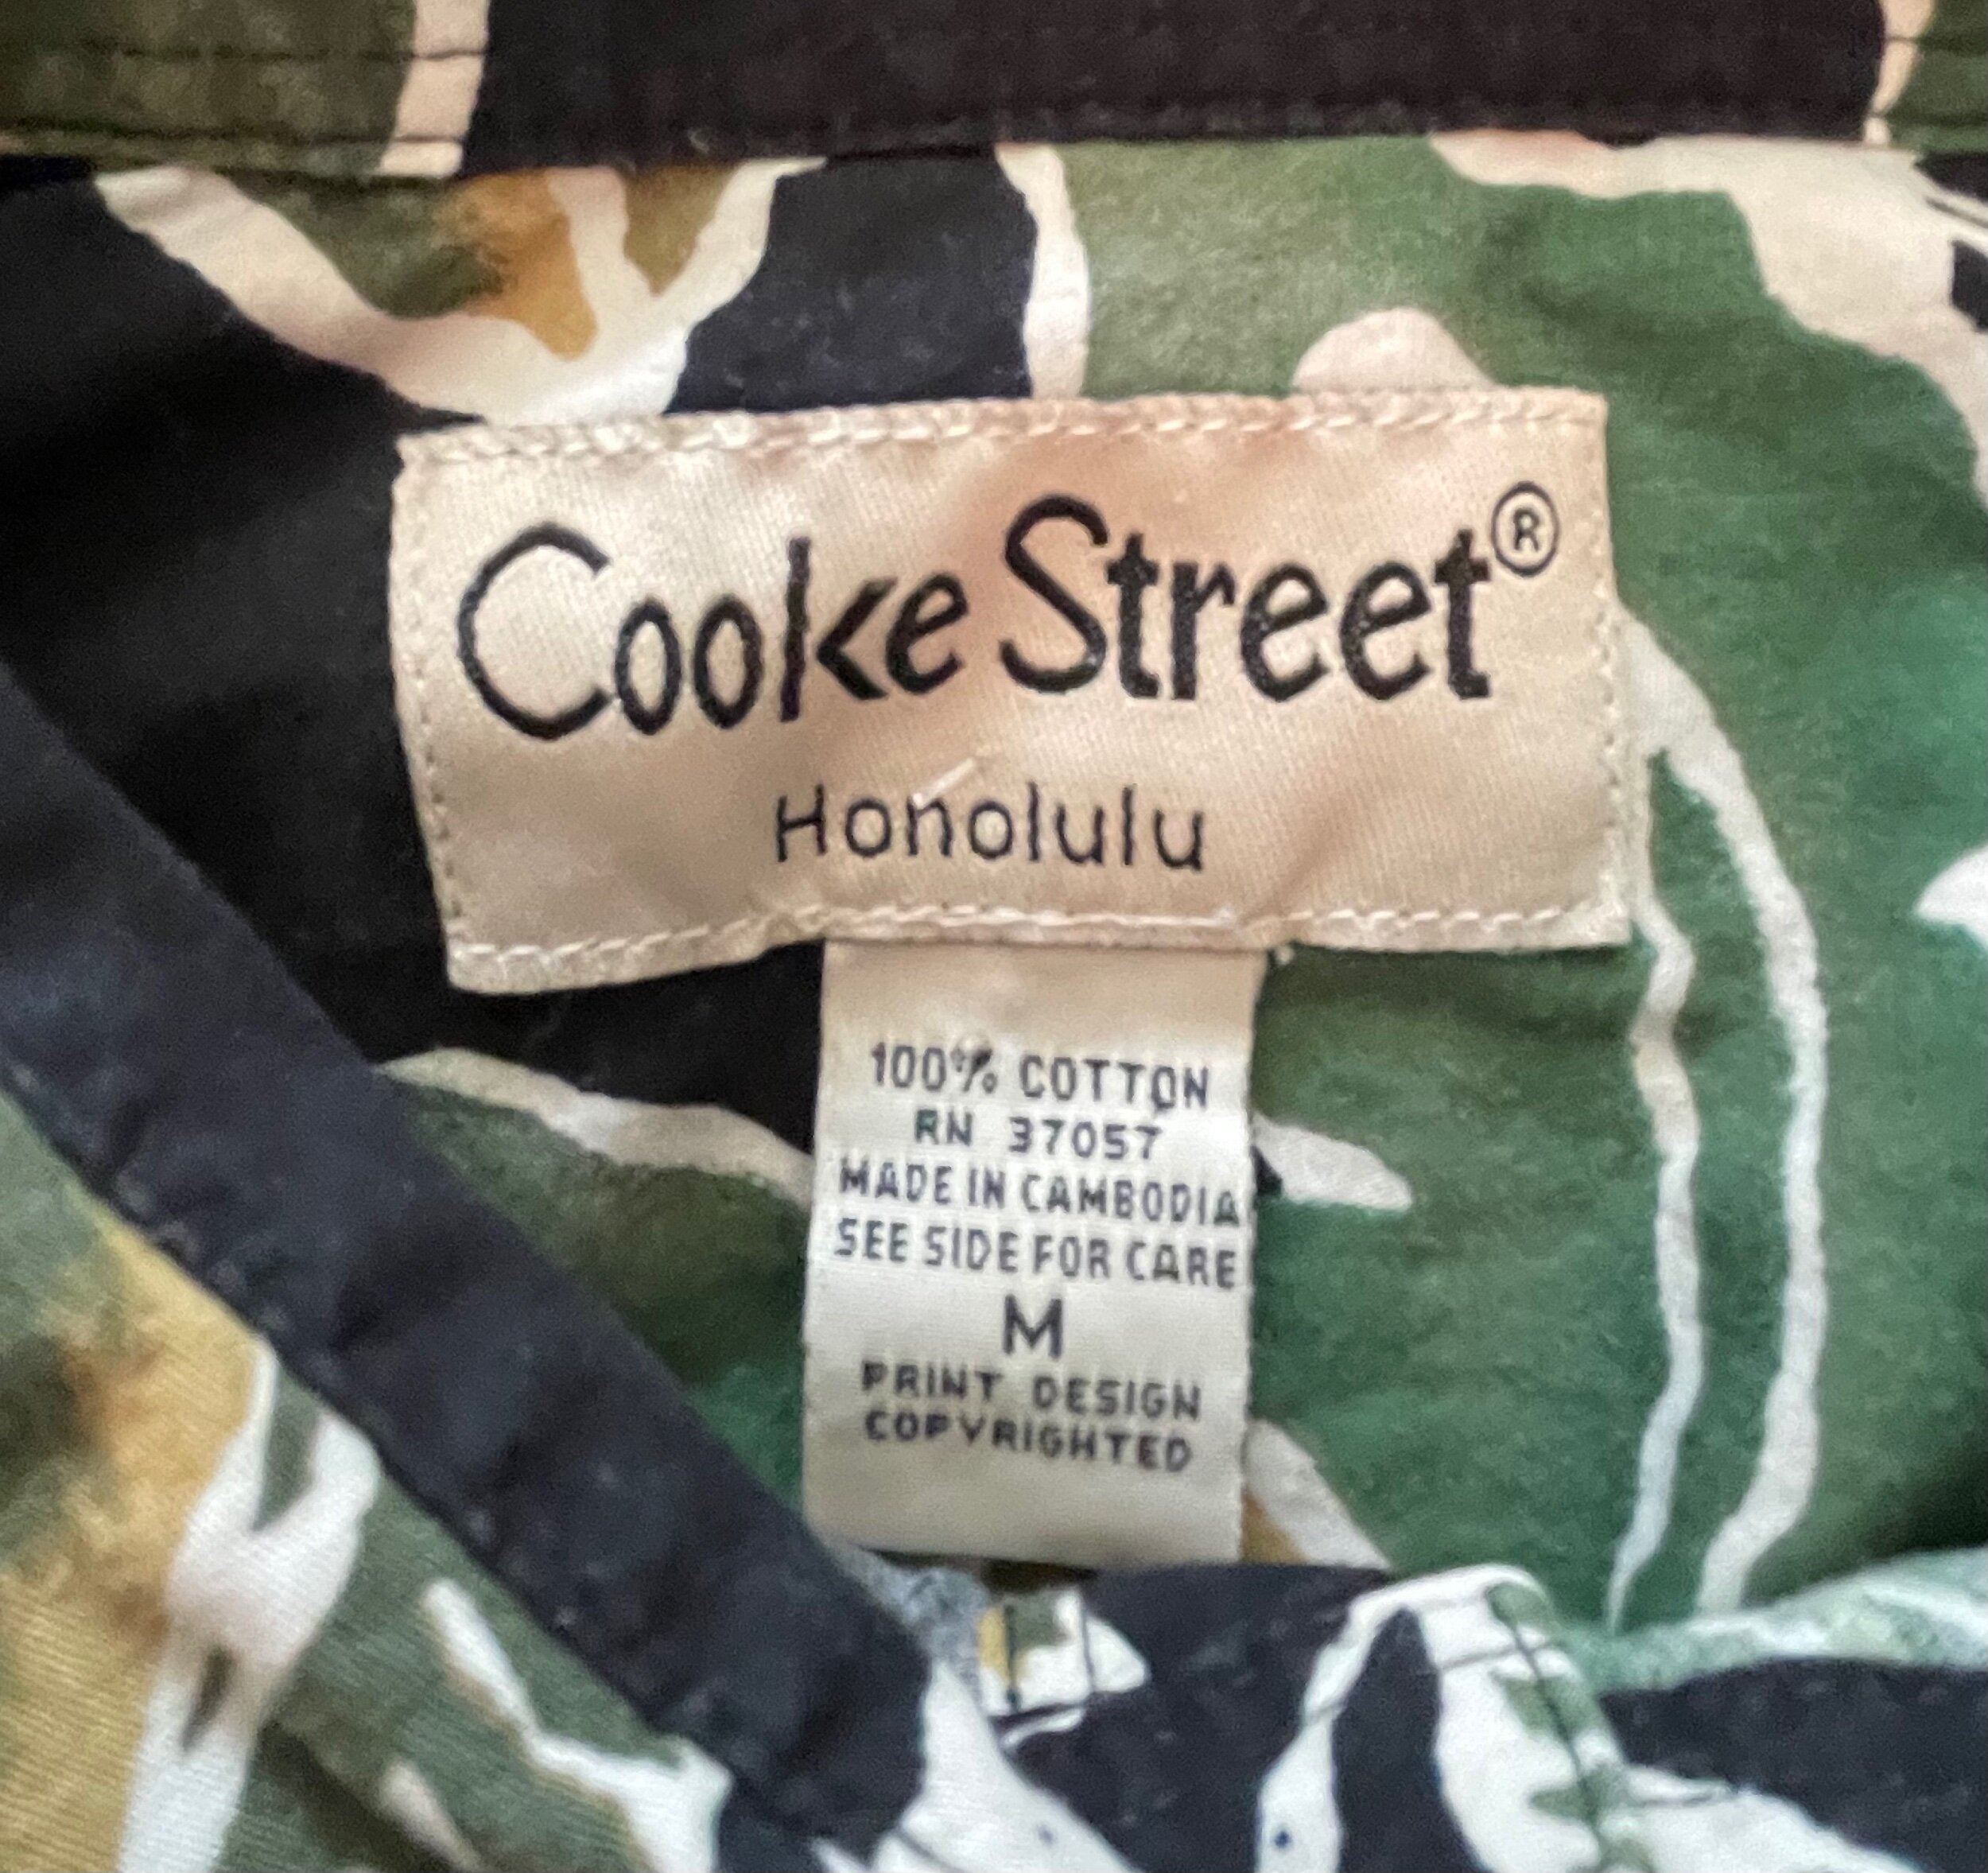 Cooke Street®
Honolulu
100% COTTON
RN 37057
MADE IN CAMBODIA
SEE SIDE FOR CARE
M
PRINT DESIGN
COPYRIGHTED